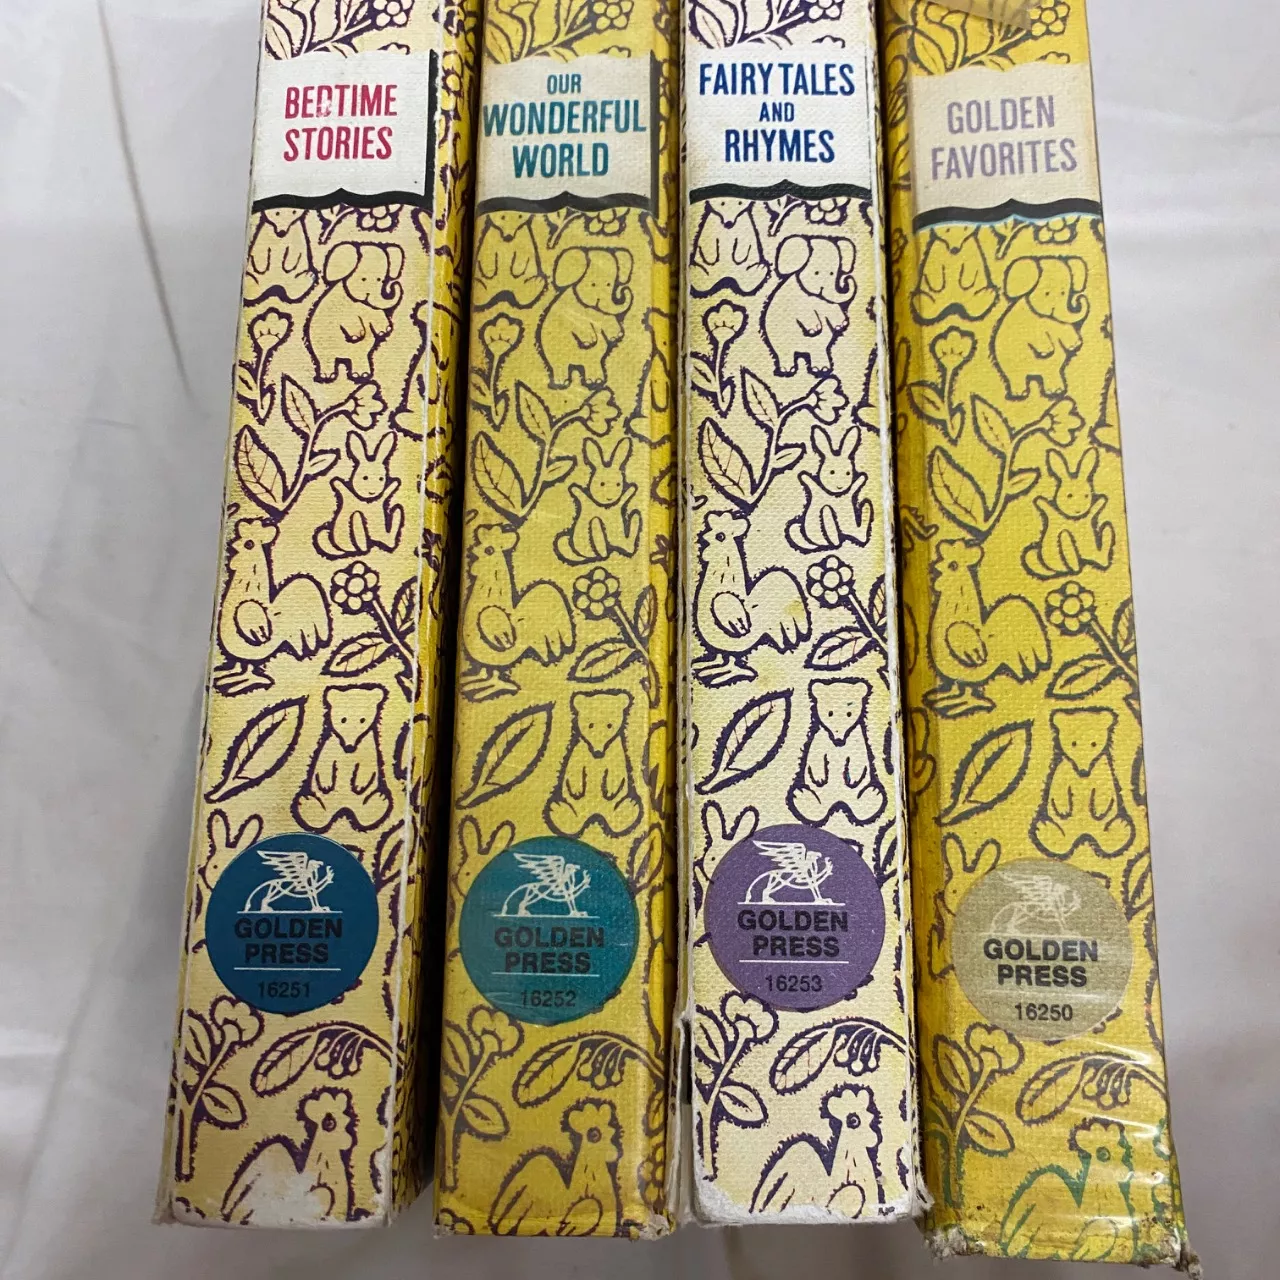 BEDTIME
STORIES
GOLDEN
PRESS
16251
OUR
WONDERFUL
WORLD
GOLDEN
PRESS
16252
FAIRY TALES
AND
RHYMES
GOLDEN
PRESS
16253
GOLDEN
FAVORITES
GOLDEN
PRESS
16250